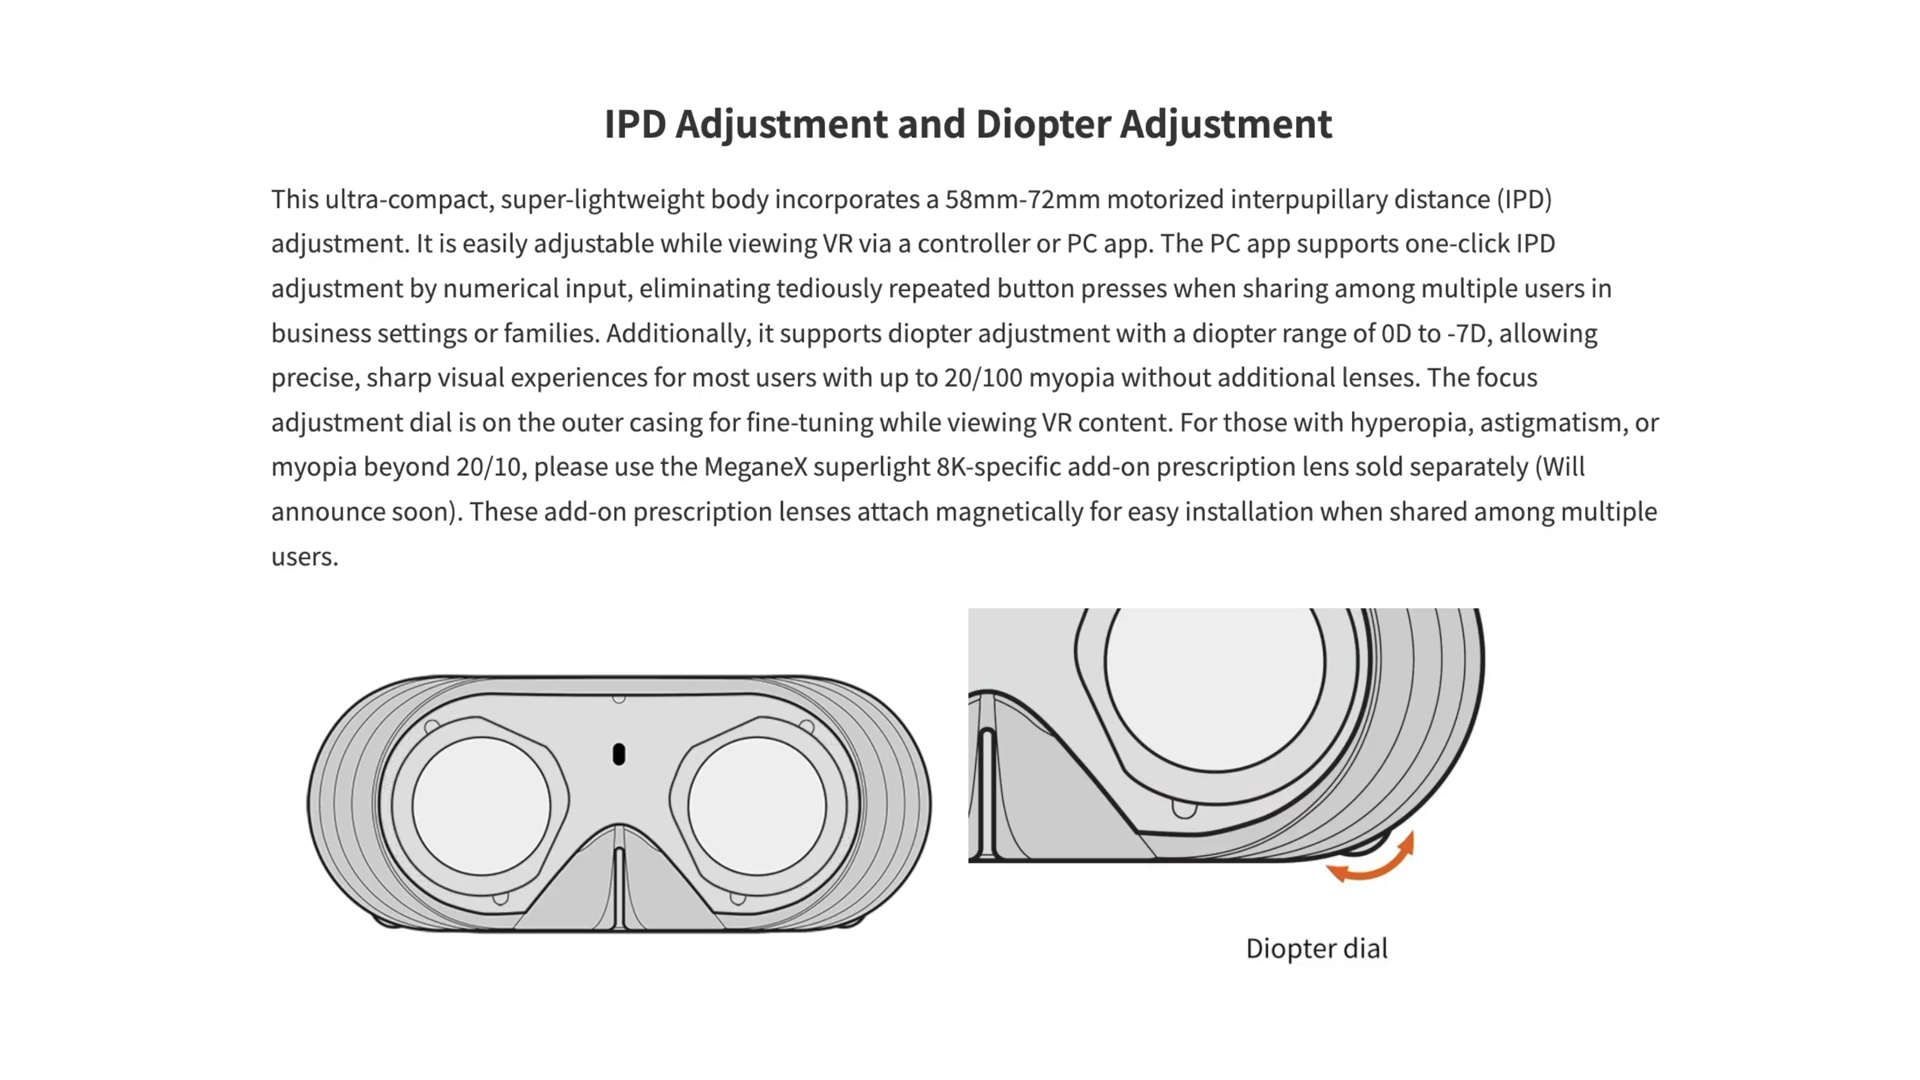 IPD Adjustment and Diopter Adjustment
This ultra-compact, super-lightweight body incorporates a 58mm-72mm motorized interpupillary distance (IPD)
adjustment. It is easily adjustable while viewing VR via a controller or PC app. The PC app supports one-click IPD
adjustment by numerical input, eliminating tediously repeated button presses when sharing among multiple users in
business settings or families. Additionally, it supports diopter adjustment with a diopter range of 0D to -7D, allowing
precise, sharp visual experiences for most users with up to 20/100 myopia without additional lenses. The focus
adjustment dial is on the outer casing for fine-tuning while viewing VR content. For those with hyperopia, astigmatism, or
myopia beyond 20/10, please use the MeganeX superlight 8K-specific add-on prescription lens sold separately (Will
announce soon). These add-on prescription lenses attach magnetically for easy installation when shared among multiple
users.
Diopter dial